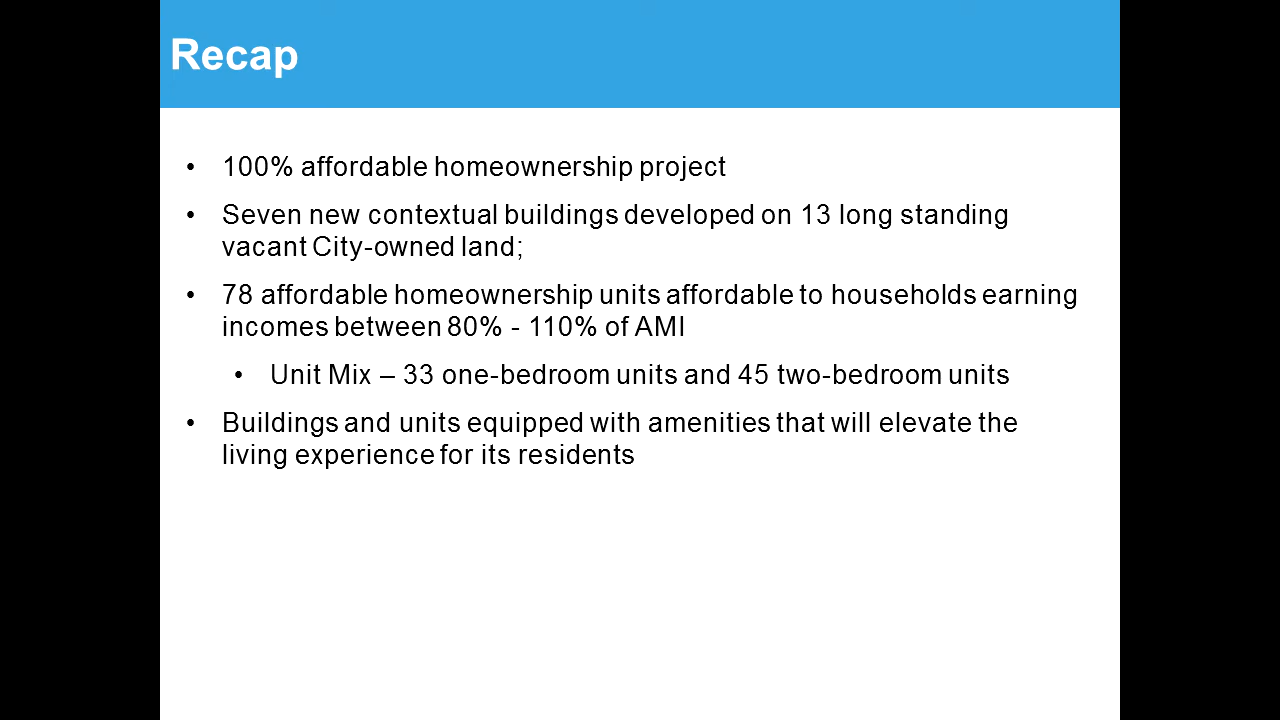 Recap
• 100% affordable homeownership project
• Seven new contextual buildings developed on 13 long standing
vacant City-owned land;
• 78 affordable homeownership units affordable to households earning
incomes between 80% - 110% of AMI
• Unit Mix – 33 one-bedroom units and 45 two-bedroom units
• Buildings and units equipped with amenities that will elevate the
living experience for its residents